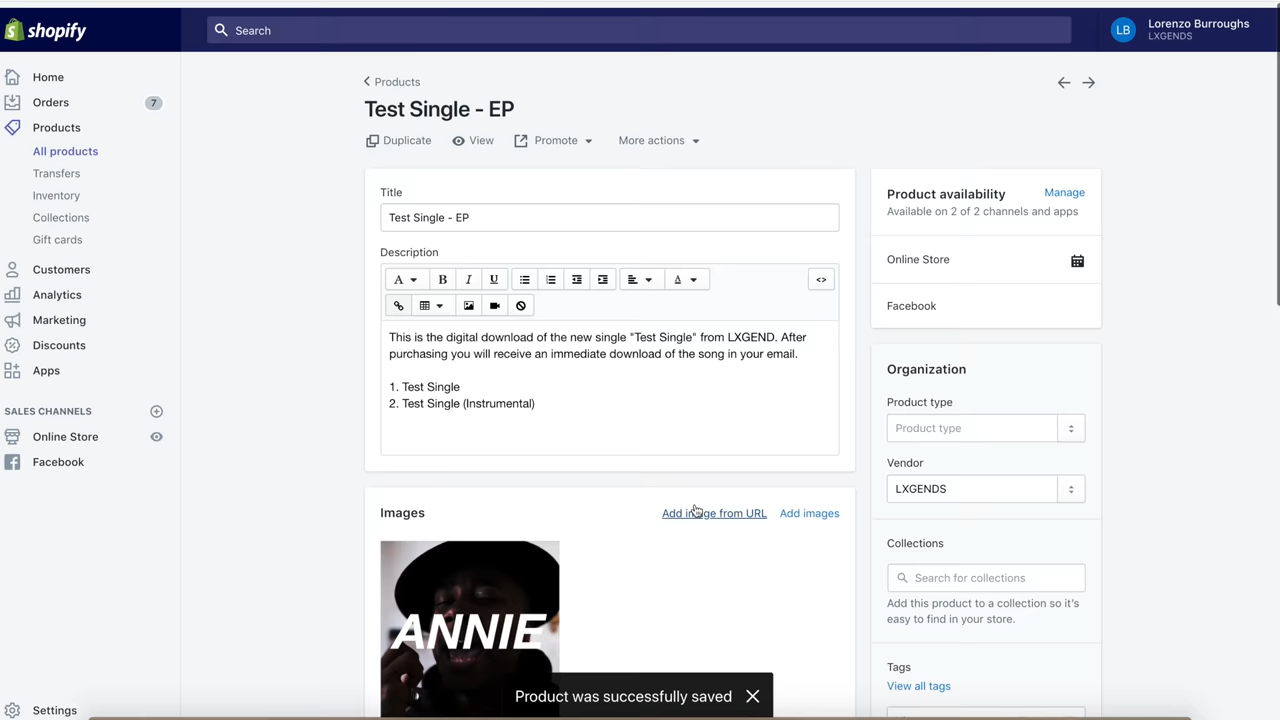 shopify
Search
Lorenzo Burroughs
LB
LXGENDS
Home
Orders
7
Products
All products
Transfers
Inventory
Collections
Gift cards
Customers
Analytics
Marketing
Discounts
Apps
SALES CHANNELS
Online Store
Facebook
Settings
Products
Test Single - EP
Duplicate
View
Promote
More actions
Title
Test Single - EP
Description
A
B
I
U
A
<>
This is the digital download of the new single "Test Single" from LXGEND. After
purchasing you will receive an immediate download of the song in your email.
1. Test Single
2. Test Single (Instrumental)
Images
Add image from URL
Add images
ANNIE
Product was successfully saved
Product availability
Manage
Available on 2 of 2 channels and apps
Online Store
Facebook
Organization
Product type
Product type
Vendor
LXGENDS
Collections
Search for collections
Add this product to a collection so it's
easy to find in your store.
Tags
View all tags